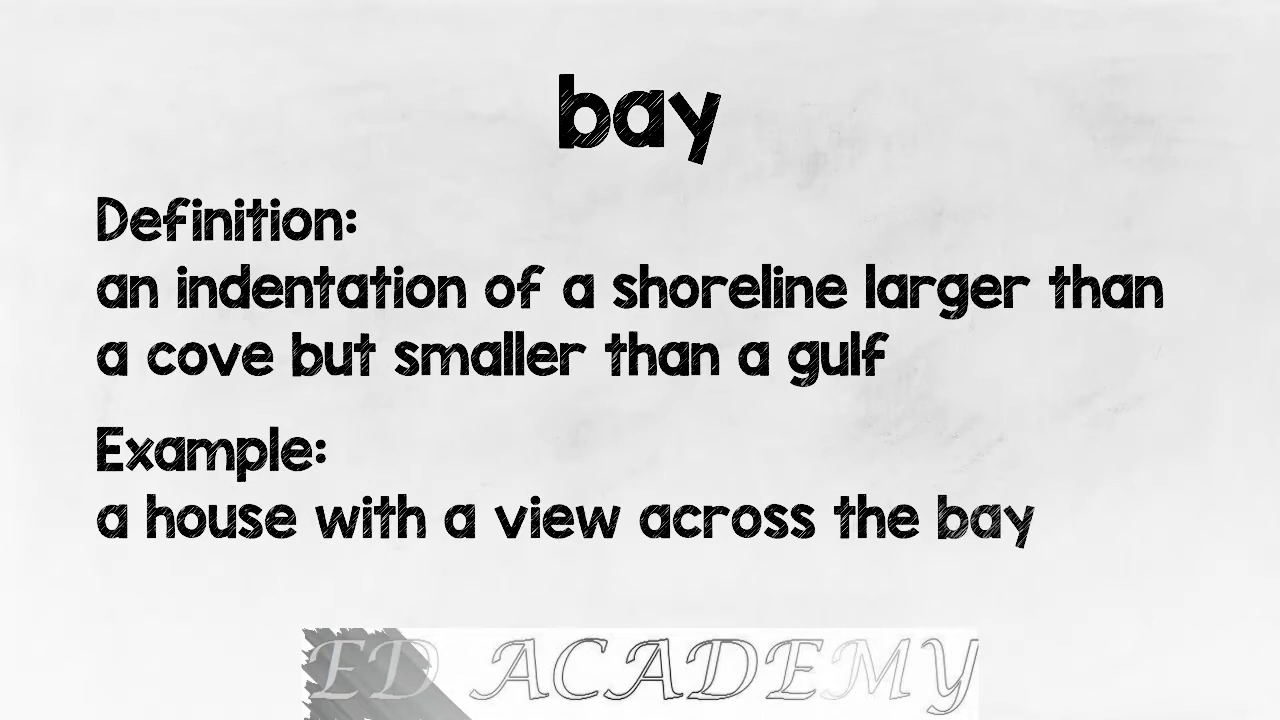 bay
Definition:
an indentation of a shoreline larger than
a cove but smaller than a gulf
Example:
a house with a view across the bay
ED ACADEMY